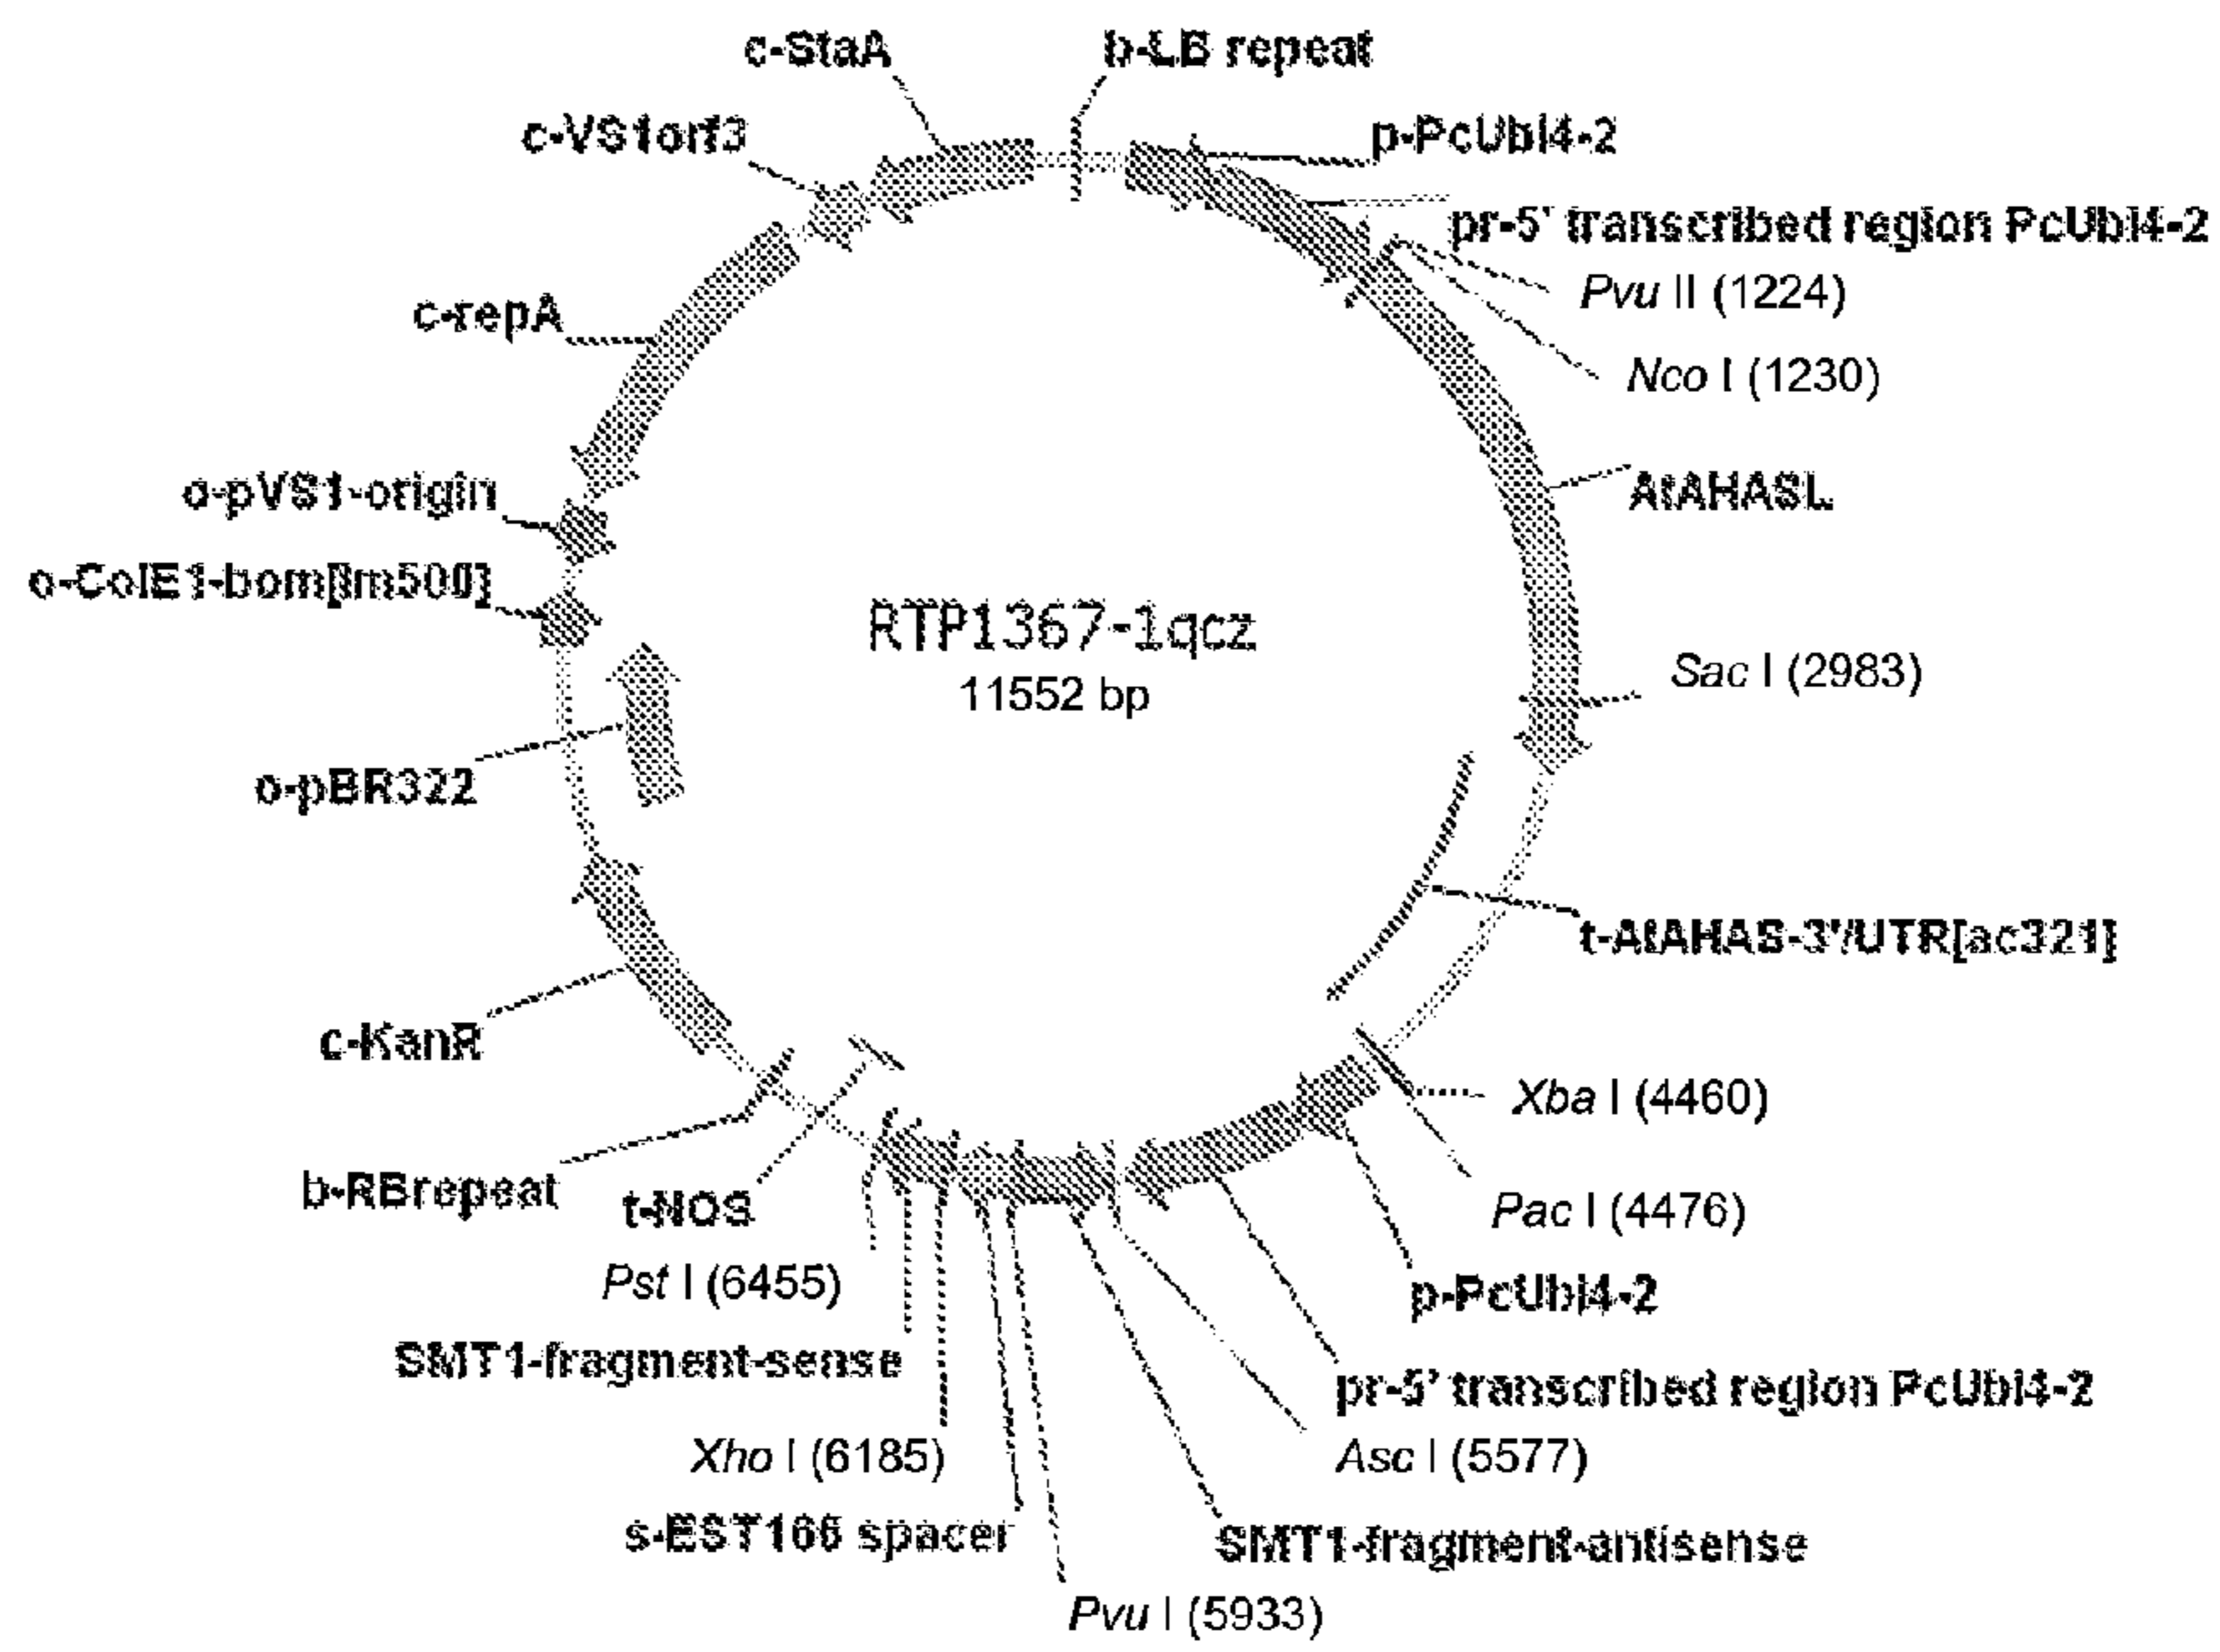 c-StaA
b-LB repeat
c-VS1orf3
p-PcUbi4-2
pr-5' transcribed region PcUbi4-2
Pvu II (1224)
c-repA
Nco I (1230)
o-pVS1-origin
AtAHASL
o-ColE1-bom[lm500]
RTP1367-1qcz
11552 bp
Sac I (2983)
o-pBR322
t-AtAHAS-3'/UTR[ac321]
c-KanR
Xba I (4460)
b-RBrepeat
t-NOS
Pac I (4476)
Pst I (6455)
p-PcUbi4-2
SMT1-fragment-sense
pr-5' transcribed region PcUbi4-2
Xho I (6185)
Asc I (5577)
s-EST166 spacer
SMT1-fragment-antisense
Pvu I (5933)